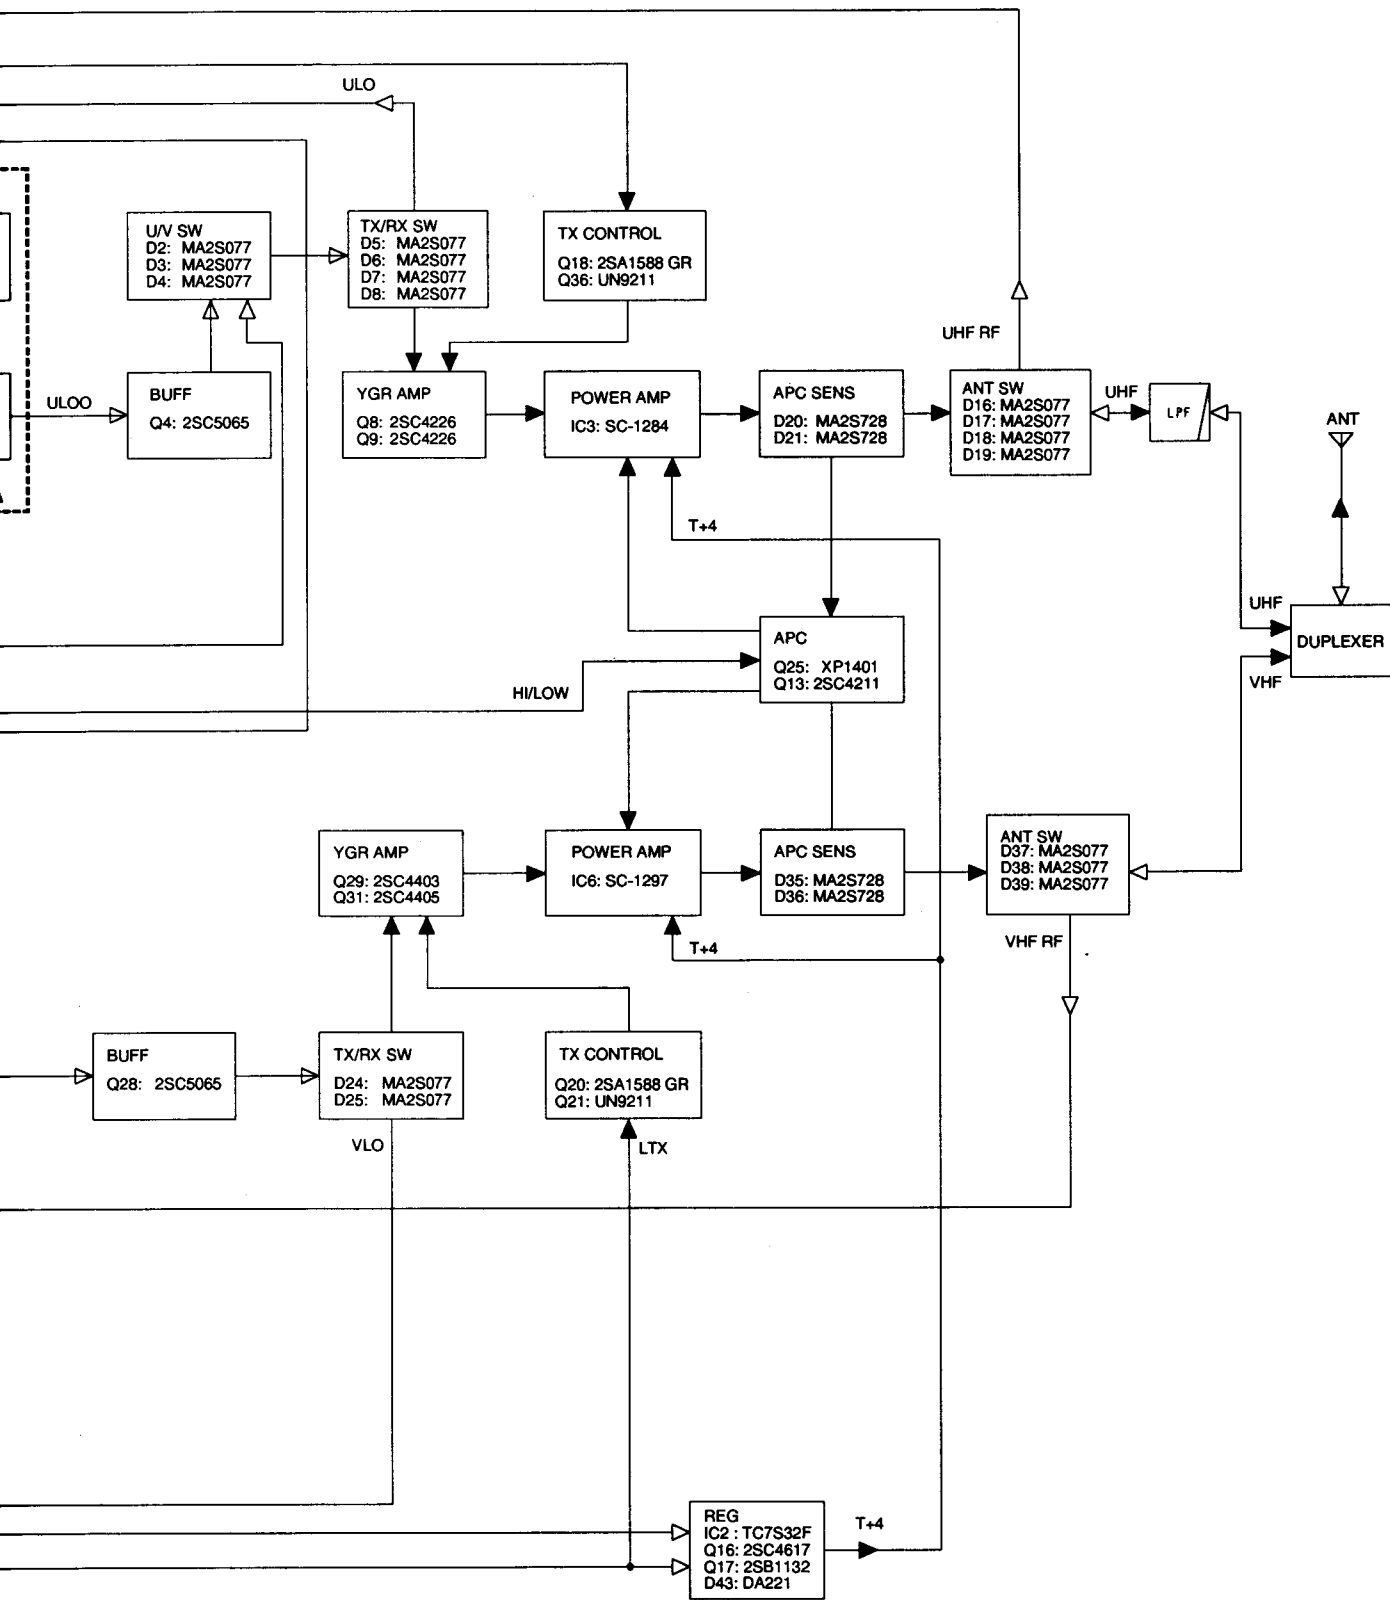 ULO
U/V SW
D2: MA2S077
D3: MA2S077
D4: MA2S077
TX/RX SW
D5: MA2S077
D6: MA2S077
D7: MA2S077
D8: MA2S077
TX CONTROL
Q18: 2SA1588 GR
Q36: UN9211
UHF RF
ULOO
BUFF
Q4: 2SC5065
YGR AMP
Q8: 2SC4226
Q9: 2SC4226
POWER AMP
IC3: SC-1284
APC SENS
D20: MA2S728
D21: MA2S728
ANT SW
D16: MA2S077
D17: MA2S077
D18: MA2S077
D19: MA2S077
UHF
LPF
ANT
T+4
UHF
DUPLEXER
VHF
APC
Q25: XP1401
Q13: 2SC4211
HI/LOW
YGR AMP
Q29: 2SC4403
Q31: 2SC4405
POWER AMP
IC6: SC-1297
APC SENS
D35: MA2S728
D36: MA2S728
ANT SW
D37: MA2S077
D38: MA2S077
D39: MA2S077
T+4
VHF RF
BUFF
Q28: 2SC5065
TX/RX SW
D24: MA2S077
D25: MA2S077
TX CONTROL
Q20: 2SA1588 GR
Q21: UN9211
VLO
LTX
REG
IC2 : TC7S32F
Q16: 2SC4617
Q17: 2SB1132
D43: DA221
T+4